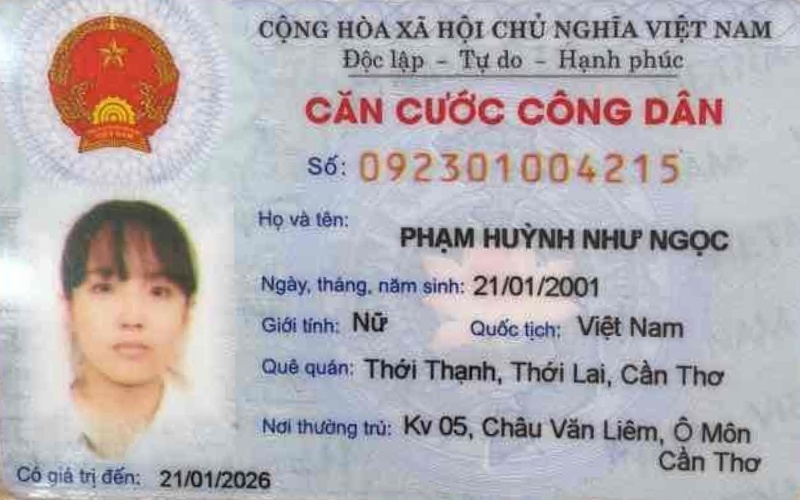 CỘNG HÒA XÃ HỘI CHỦ NGHĨA VIỆT NAM
Độc lập - Tự do - Hạnh phúc
CĂN CƯỚC CÔNG DÂN
Số: 092301004215
Họ và tên: PHẠM HUỲNH NHƯ NGỌC
Ngày, tháng, năm sinh: 21/01/2001
Giới tính: Nữ Quốc tịch: Việt Nam
Quê quán: Thới Thạnh, Thới Lai, Cần Thơ
Nơi thường trú: Kv 05, Châu Văn Liêm, Ô Môn
Cần Thơ
Có giá trị đến: 21/01/2026